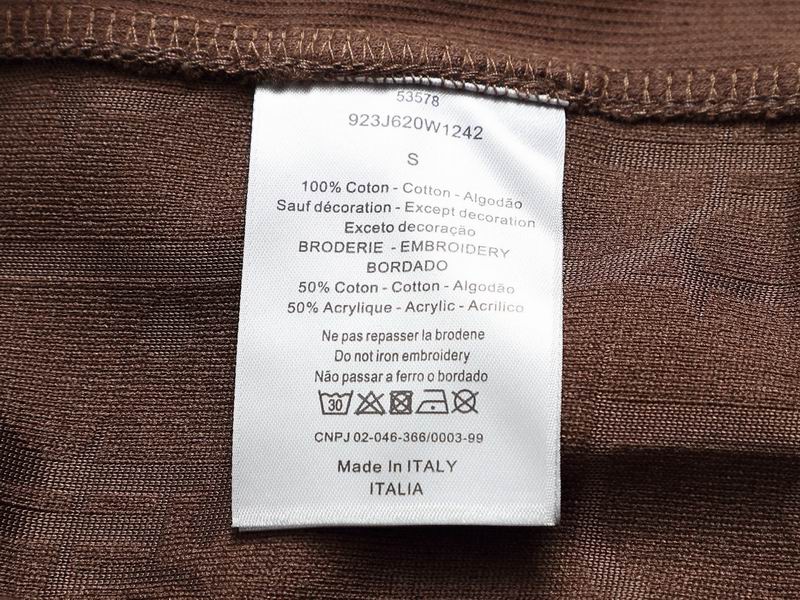 53578
923J620W1242
S
100% Coton - Cotton - Algodão
Sauf décoration - Except decoration
Exceto decoração
BRODERIE - EMBROIDERY
BORDADO
50% Coton - Cotton - Algodão
50% Acrylique - Acrylic - Acrilico
Ne pas repasser la brodene
Do not iron embroidery
Não passar a ferro o bordado
30
CNPJ 02-046-366/0003-99
Made In ITALY
ITALIA